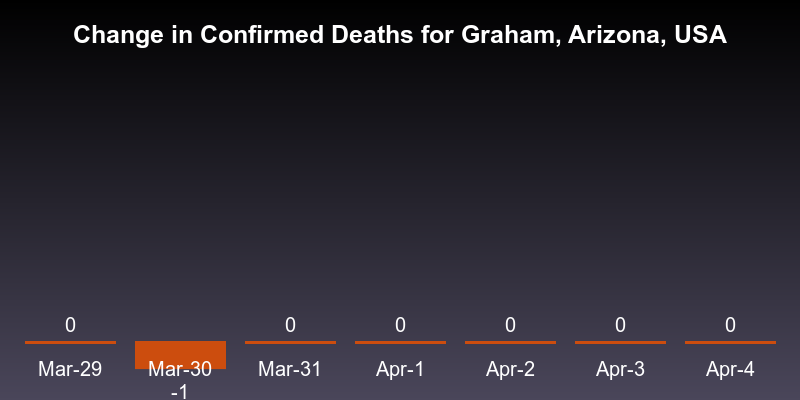 Change in Confirmed Deaths for Graham, Arizona, USA
0 0 0 0 0 0
Mar-29 Mar-30 Mar-31 Apr-1 Apr-2 Apr-3 Apr-4
-1